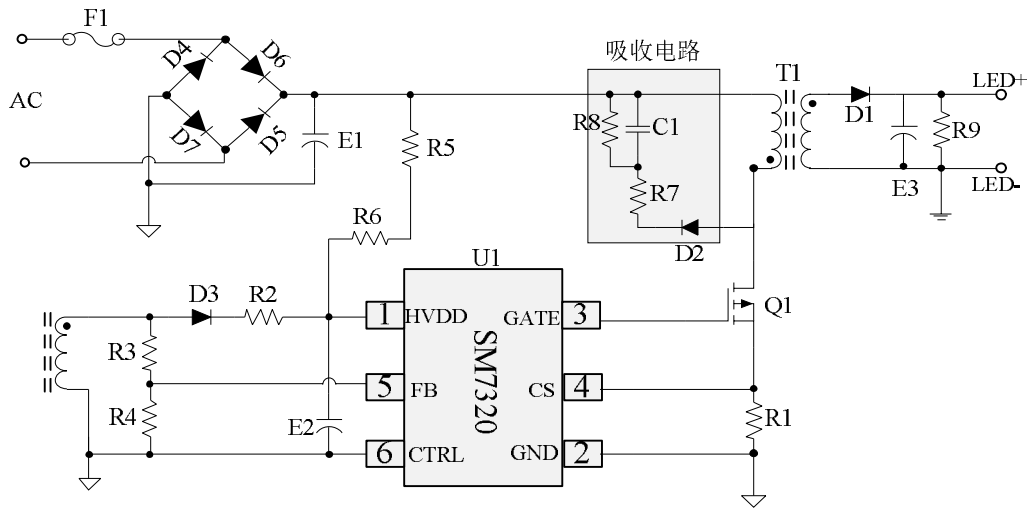 F1
D4
D6
AC
D7
D5
E1
R5
吸收电路
R8
C1
R7
D2
T1
D1
LED+
R9
E3
LED-
R6
U1
D3
R2
1
HVDD
GATE
3
Q1
R3
SM7320
5
FB
CS
4
R4
E2
R1
6
CTRL
GND
2